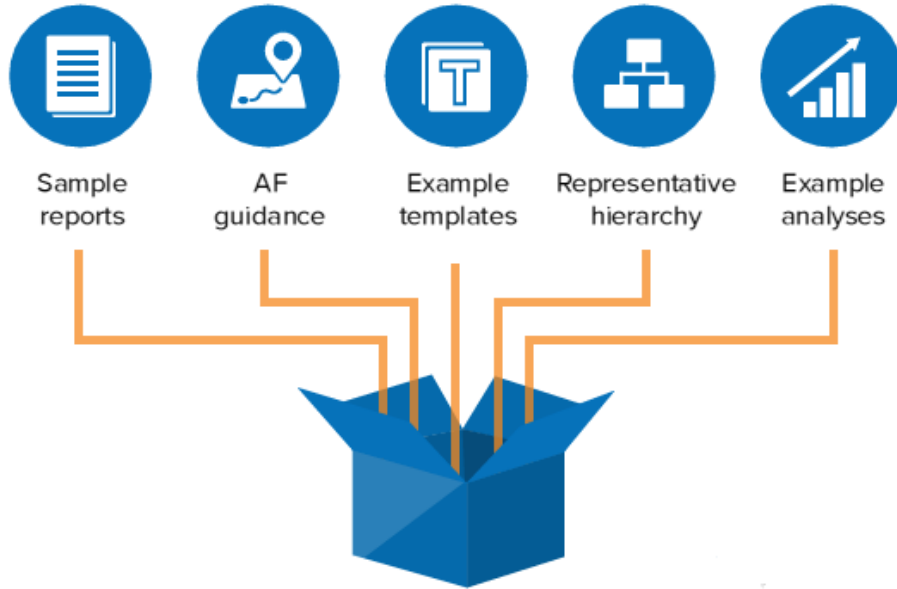 Sample
reports
AF
guidance
Example
templates
Representative
hierarchy
Example
analyses
T